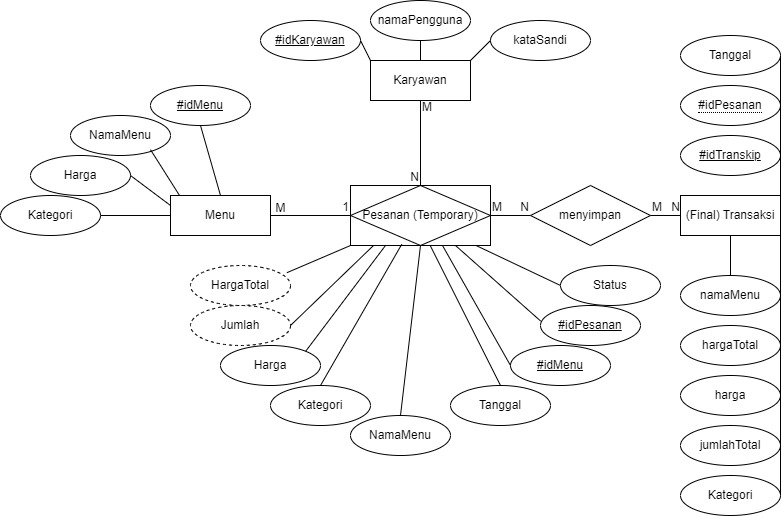 namaPengguna
#idKaryawan
kataSandi
Karyawan
M
Tanggal
#idPesanan
#idTranskip
#idMenu
NamaMenu
Harga
Kategori
Menu
M
1
N
Pesanan (Temporary)
M
N
menyimpan
M
N
(Final) Transaksi
HargaTotal
Jumlah
Harga
Kategori
NamaMenu
Tanggal
#idMenu
#idPesanan
Status
namaMenu
hargaTotal
harga
jumlahTotal
Kategori